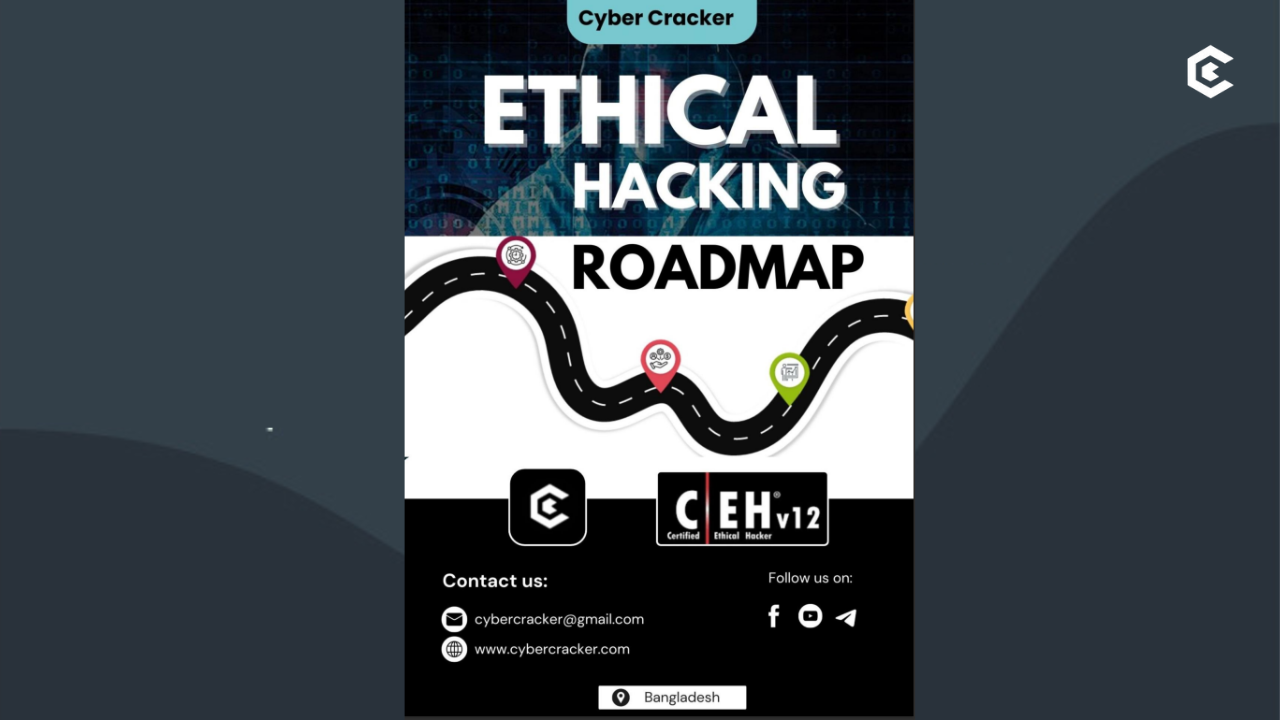 Cyber Cracker
ETHICAL
HACKING
ROADMAP
C EH® v12
Certified Ethical Hacker
Contact us:
Follow us on:
cybercracker@gmail.com
www.cybercracker.com
Bangladesh